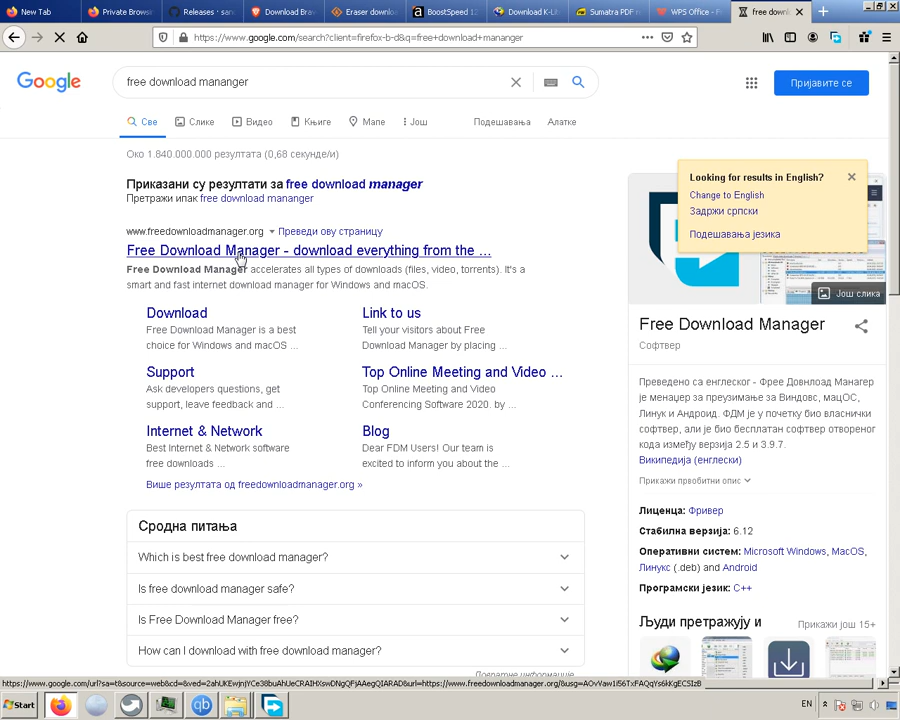 New Tab
Private Browsi
Releases · san
Download Brav
Eraser downlo
BoostSpeed 12
Download K-Lit
Sumatra PDF re
WPS Office - F
free downl
https://www.google.com/search?client=firefox-b-d&q=free+download+mananger
Google
free download mananger
Пријавите се
Све
Слике
Видео
Књиге
Мапе
Још
Подешавања
Алатке
Око 1.840.000.000 резултата (0,68 секунде/и)
Приказани су резултати за free download manager
Претражи ипак free download mananger
www.freedownloadmanager.org
Преведи ову страницу
Free Download Manager - download everything from the ...
Free Download Manager accelerates all types of downloads (files, video, torrents). It's a
smart and fast internet download manager for Windows and macOS.
Download
Free Download Manager is a best
choice for Windows and macOS ...
Link to us
Tell your visitors about Free
Download Manager by placing ...
Support
Ask developers questions, get
support, leave feedback and ...
Top Online Meeting and Video ...
Top Online Meeting and Video
Conferencing Software 2020. by ...
Internet & Network
Best Internet & Network software
free downloads ...
Blog
Dear FDM Users! Our team is
excited to inform you about the ...
Више резултата од freedownloadmanager.org »
Сродна питања
Which is best free download manager?
Is free download manager safe?
Is Free Download Manager free?
How can I download with free download manager?
Looking for results in English?
Change to English
Задржи српски
Подешавања језика
Још слика
Free Download Manager
Софтвер
Преведено са енглеског - Фрее Довнлоад Манагер
је менаџер за преузимање за Виндовс, мацОС,
Линук и Андроид. ФДМ је у почетку био власнички
софтвер, али је био бесплатан софтвер отвореног
кода између верзија 2.5 и 3.9.7.
Википедија (енглески)
Прикажи првобитни опис
Лиценца: Фривер
Стабилна верзија: 6.12
Оперативни систем: Microsoft Windows, MacOS,
Линукс (.deb) and Android
Програмски језик: C++
Људи претражују и
Прикажи још 15+
Start
EN